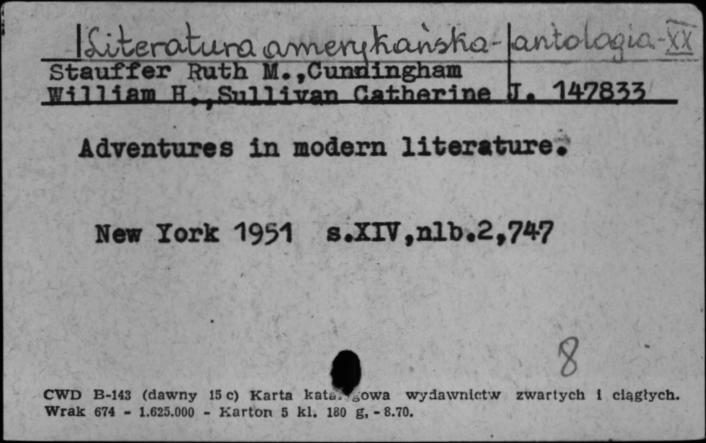 Literatura amerykańska - antologia - XX
Stauffer Ruth M.,Cunningham
William H.,Sullivan Catherine J. 147833
Adventures in modern literature.
New York 1951 s.XIV,nlb.2,747
8
CWD B-143 (dawny 15 c) Karta katalogowa wydawnictw zwartych i ciągłych.
Wrak 674 - 1.625.000 - Karton 5 kl. 180 g, - 8.70.